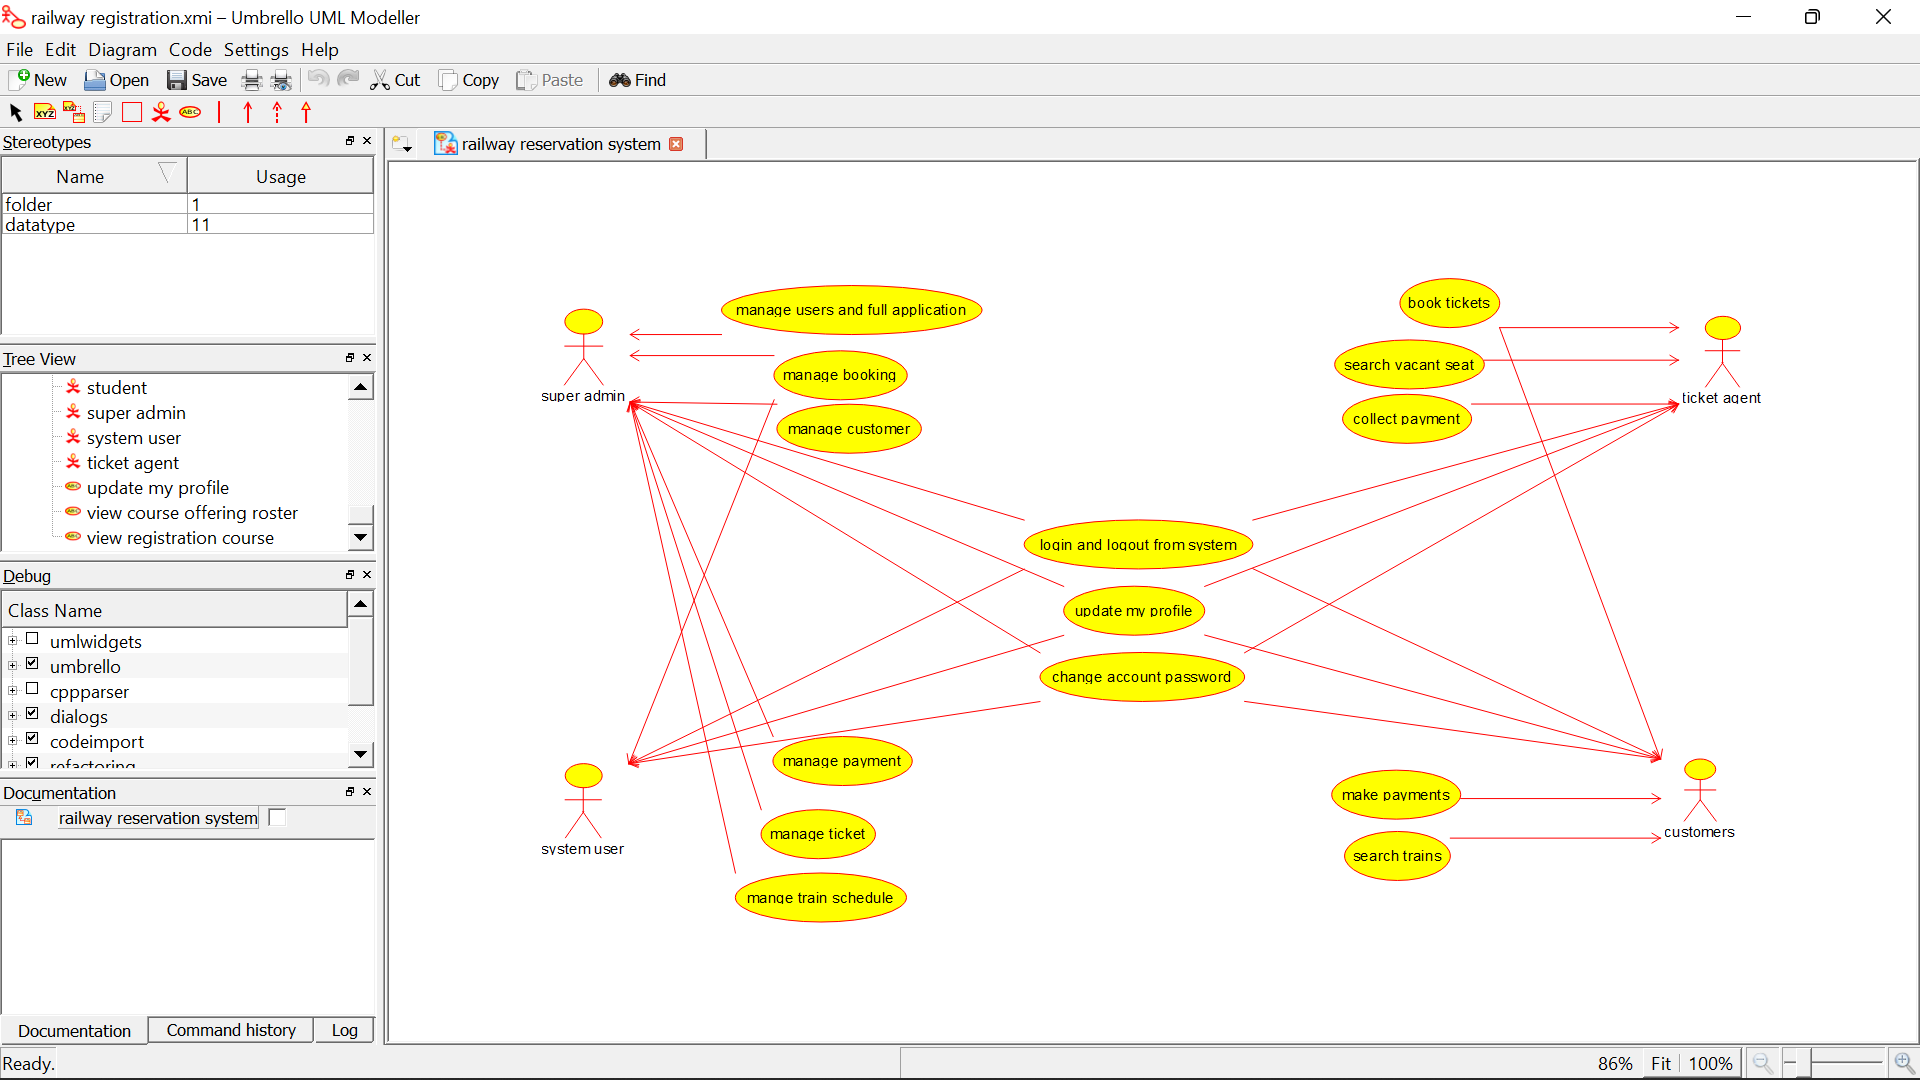 railway registration.xmi – Umbrello UML Modeller
File Edit Diagram Code Settings Help
New Open Save Cut Copy Paste Find
XYZ XYZ ABC
Stereotypes
railway reservation system
Name Usage
folder 1
datatype 11
Tree View
student
super admin
system user
ticket agent
update my profile
view course offering roster
view registration course
Debug
Class Name
umlwidgets
umbrello
cppparser
dialogs
codeimport
refactoring
Documentation
railway reservation system
Documentation Command history Log
Ready.
86% Fit 100%
manage users and full application
manage booking
manage customer
super admin
book tickets
search vacant seat
collect payment
ticket agent
login and logout from system
update my profile
change account password
manage payment
manage ticket
mange train schedule
system user
make payments
search trains
customers